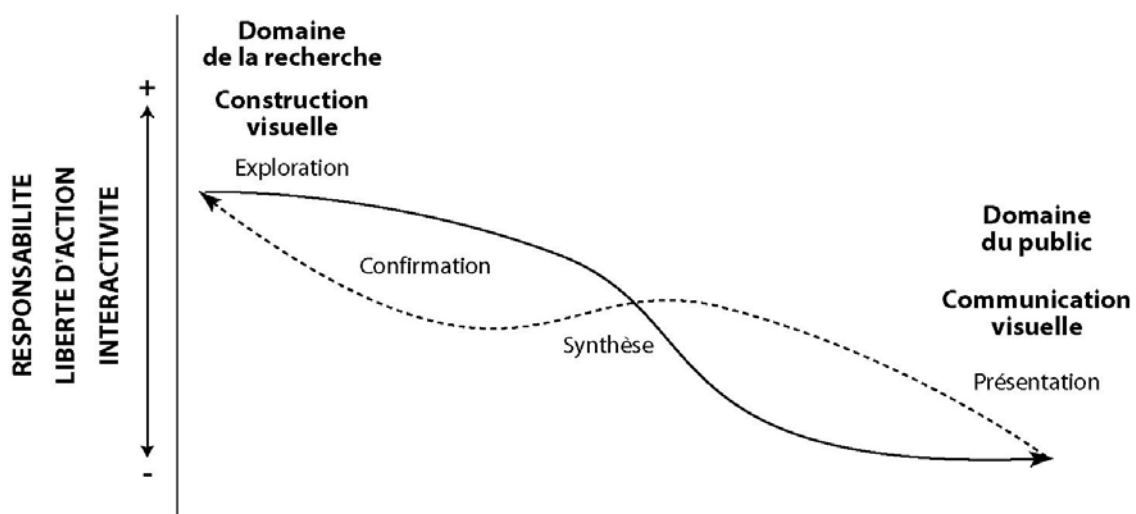 Domaine
de la recherche
+
Construction
visuelle
Exploration
RESPONSABILITE
LIBERTE D'ACTION
INTERACTIVITE
Domaine
du public
Confirmation
Communication
visuelle
Synthèse
Présentation
-